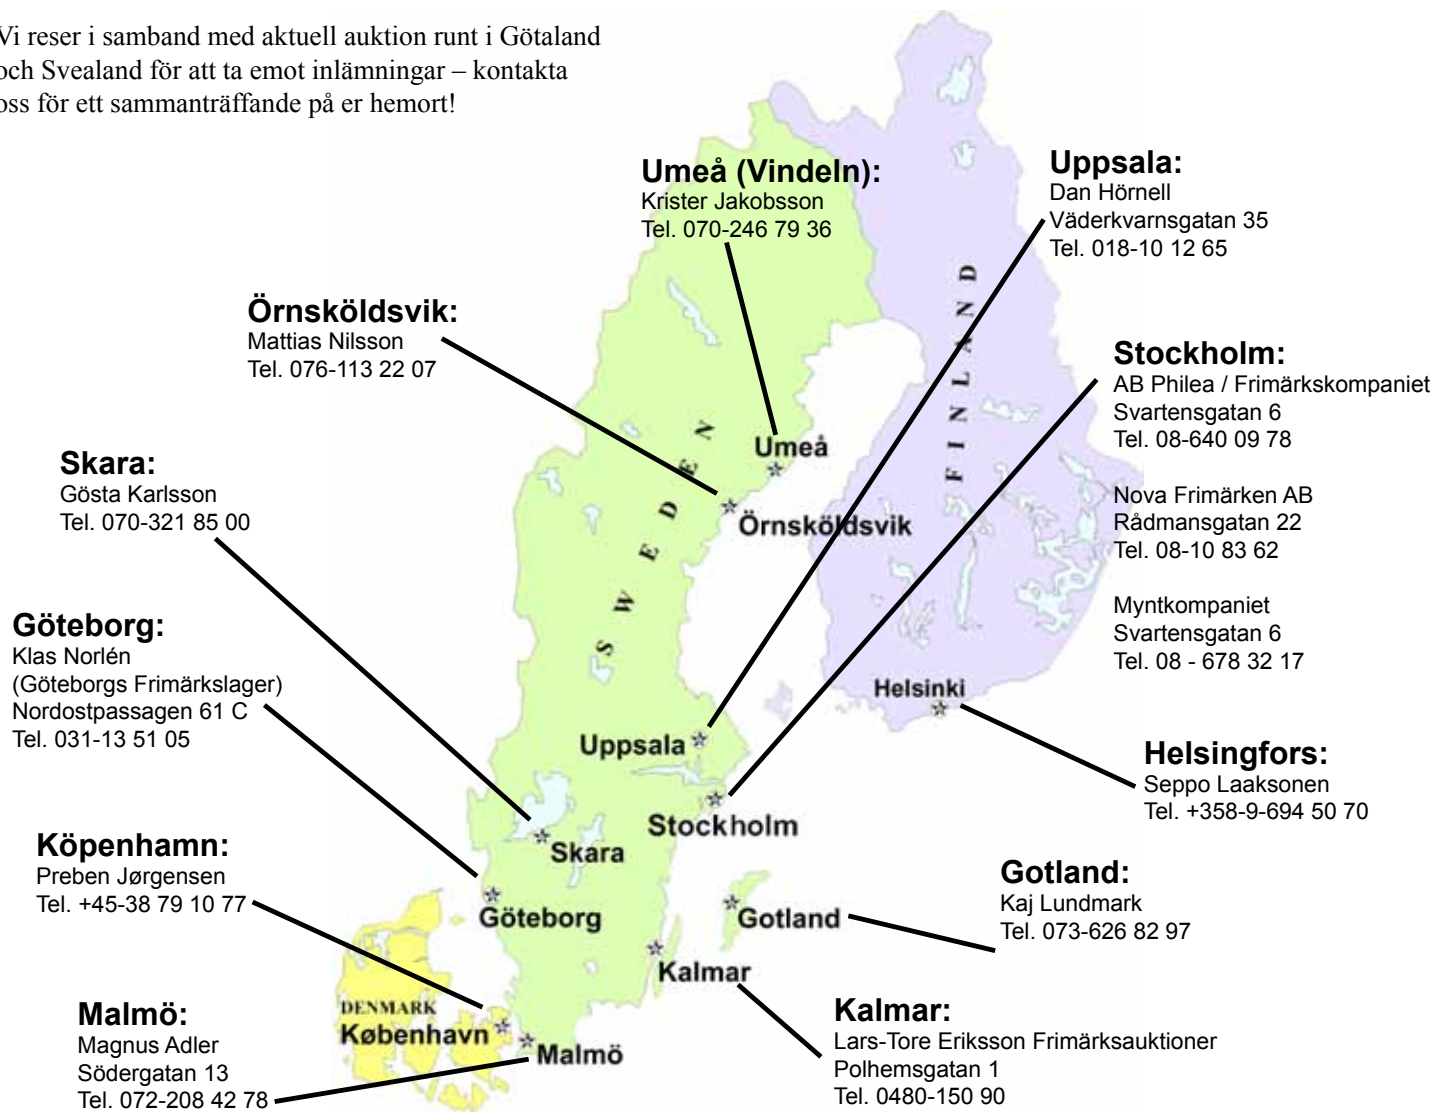 Vi reser i samband med aktuell auktion runt i Götaland
och Svealand för att ta emot inlämningar – kontakta
oss för ett sammanträffande på er hemort!
Umeå (Vindeln):
Krister Jakobsson
Tel. 070-246 79 36
Uppsala:
Dan Hörnell
Väderkvarnsgatan 35
Tel. 018-10 12 65
Örnsköldsvik:
Mattias Nilsson
Tel. 076-113 22 07
Stockholm:
AB Philea / Frimärkskompaniet
Svartensgatan 6
Tel. 08-640 09 78
Nova Frimärken AB
Rådmansgatan 22
Tel. 08-10 83 62
Myntkompaniet
Svartensgatan 6
Tel. 08 - 678 32 17
Skara:
Gösta Karlsson
Tel. 070-321 85 00
Göteborg:
Klas Norlén
(Göteborgs Frimärkslager)
Nordostpassagen 61 C
Tel. 031-13 51 05
Helsingfors:
Seppo Laaksonen
Tel. +358-9-694 50 70
Köpenhamn:
Preben Jørgensen
Tel. +45-38 79 10 77
Gotland:
Kaj Lundmark
Tel. 073-626 82 97
Malmö:
Magnus Adler
Södergatan 13
Tel. 072-208 42 78
Kalmar:
Lars-Tore Eriksson Frimärksauktioner
Polhemsgatan 1
Tel. 0480-150 90
SWEDEN
FINLAND
Umeå
Örnsköldsvik
Helsinki
Uppsala
Stockholm
Skara
Göteborg
Gotland
Kalmar
DENMARK
København
Malmö